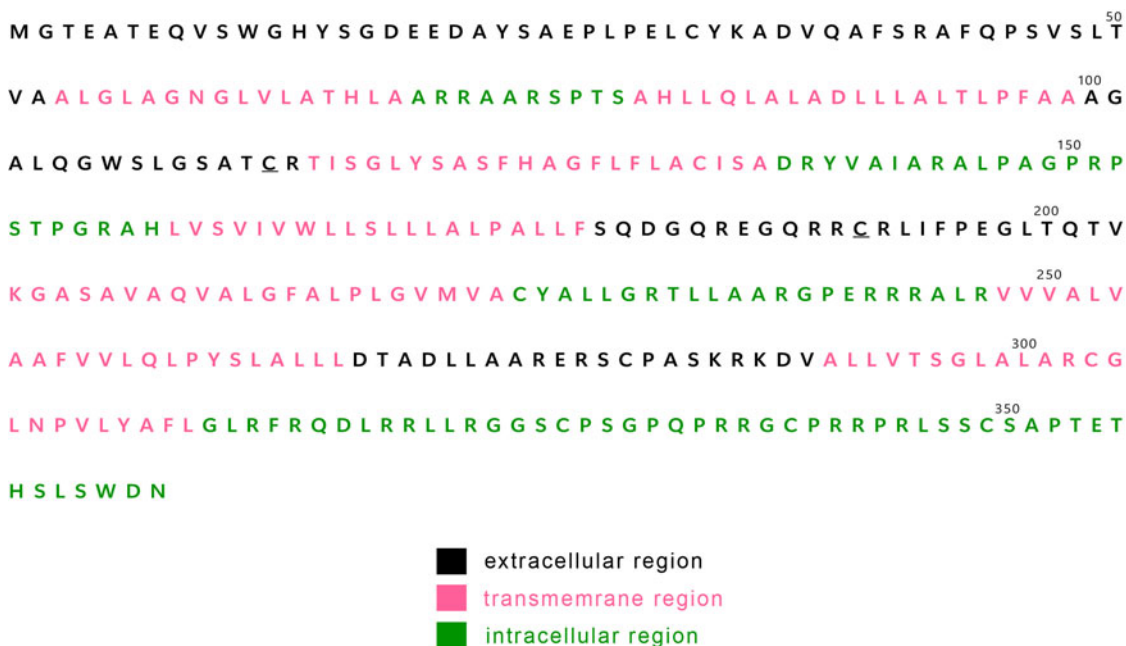 50
M G T E A T E Q V S W G H Y S G D E E D A Y S A E P L P E L C Y K A D V Q A F S R A F Q P S V S L T
100
V A A L G L A G N G L V L A T H L A A R R A A R S P T S A H L L Q L A L A D L L L A L T L P F A A A G
150
A L Q G W S L G S A T C R T I S G L Y S A S F H A G F L F L A C I S A D R Y V A I A R A L P A G P R P
200
S T P G R A H L V S V I V W L L S L L L A L P A L L F S Q D G Q R E G Q R R C R L I F P E G L T Q T V
250
K G A S A V A Q V A L G F A L P L G V M V A C Y A L L G R T L L A A R G P E R R R A L R V V V A L V
300
A A F V V L Q L P Y S L A L L L D T A D L L A A R E R S C P A S K R K D V A L L V T S G L A L A R C G
350
L N P V L Y A F L G L R F R Q D L R R L L R G G S C P S G P Q P R R G C P R R P R L S S C S A P T E T
H S L S W D N
extracellular region
transmemrane region
intracellular region